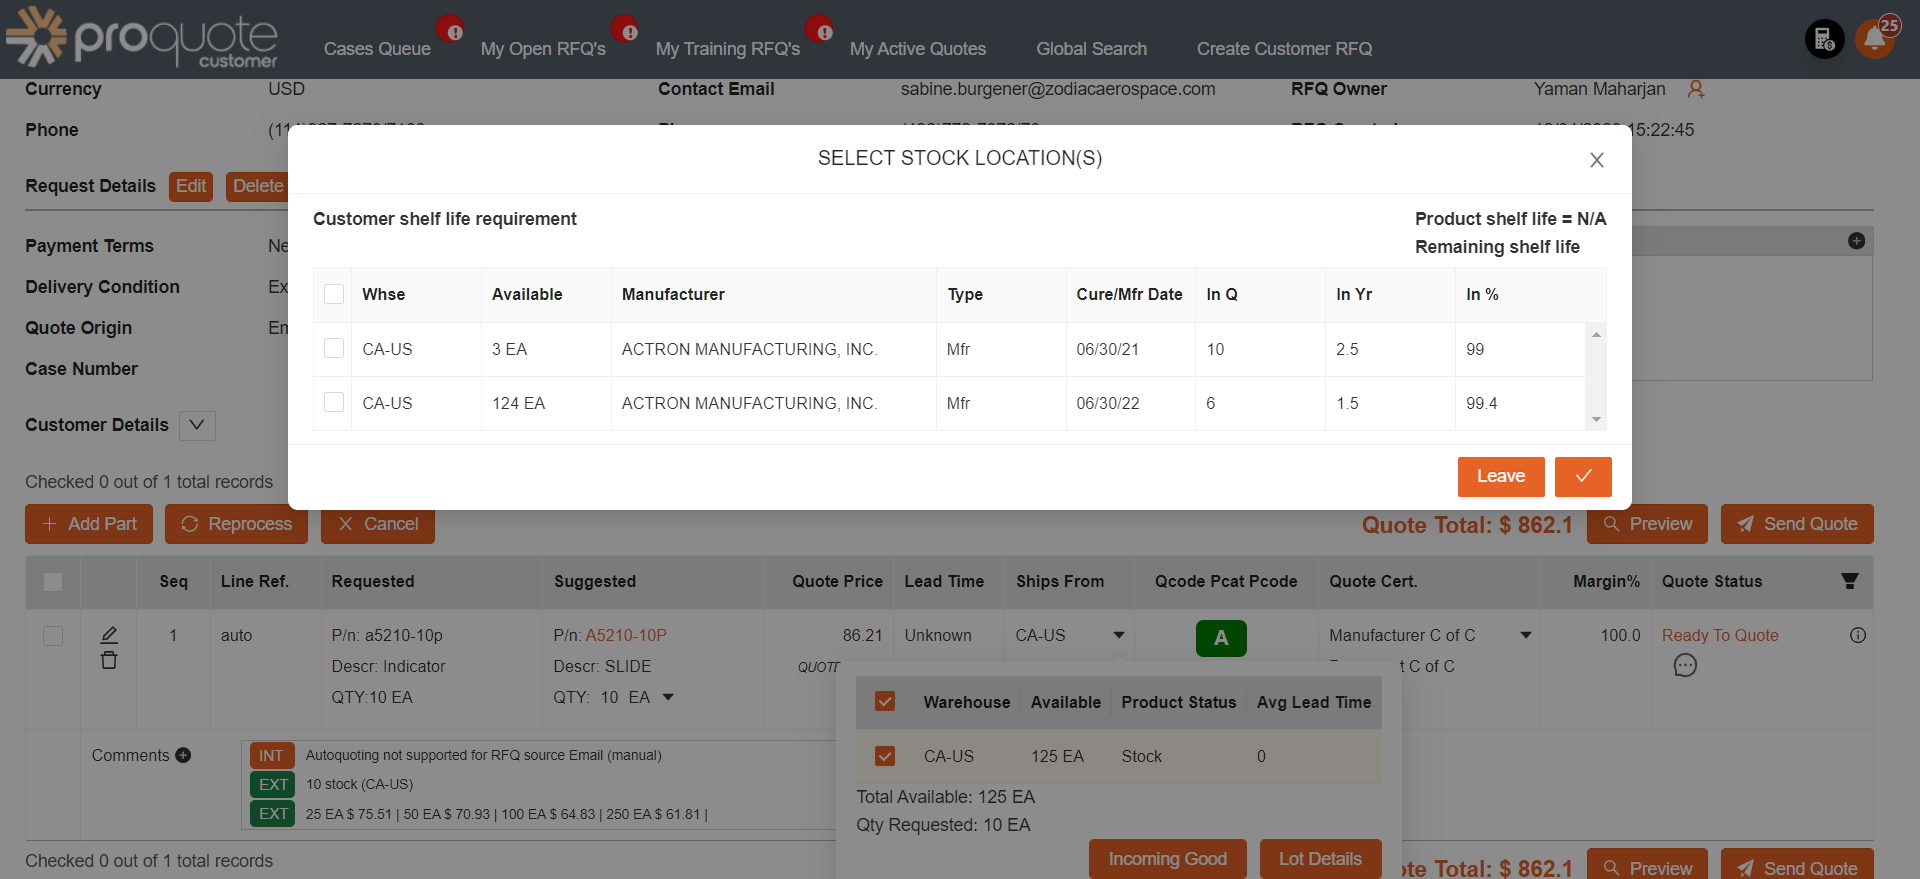 proquote
customer
Cases Queue
My Open RFQ's
My Training RFQ's
My Active Quotes
Global Search
Create Customer RFQ
25
Currency USD Contact Email sabine.burgener@zodiacaerospace.com RFQ Owner Yaman Maharjan
Phone 15:22:45
SELECT STOCK LOCATION(S)
Request Details Edit Delete
Customer shelf life requirement
Product shelf life = N/A
Remaining shelf life
Payment Terms
Delivery Condition
Quote Origin
Case Number
Customer Details
Whse Available Manufacturer Type Cure/Mfr Date In Q In Yr In %
CA-US 3 EA ACTRON MANUFACTURING, INC. Mfr 06/30/21 10 2.5 99
CA-US 124 EA ACTRON MANUFACTURING, INC. Mfr 06/30/22 6 1.5 99.4
Leave
Checked 0 out of 1 total records
Add Part Reprocess Cancel Quote Total: $ 862.1 Preview Send Quote
Seq Line Ref. Requested Suggested Quote Price Lead Time Ships From Qcode Pcat Pcode Quote Cert. Margin% Quote Status
1 auto P/n: a5210-10p P/n: A5210-10P 86.21 Unknown CA-US A Manufacturer C of C 100.0 Ready To Quote
Descr: Indicator Descr: SLIDE QUOTE C of C
QTY:10 EA QTY: 10 EA
Warehouse Available Product Status Avg Lead Time
CA-US 125 EA Stock 0
Total Available: 125 EA
Qty Requested: 10 EA
Incoming Good Lot Details
Comments
INT Autoquoting not supported for RFQ source Email (manual)
EXT 10 stock (CA-US)
EXT 25 EA $ 75.51 | 50 EA $ 70.93 | 100 EA $ 64.83 | 250 EA $ 61.81 |
Checked 0 out of 1 total records
Total: $ 862.1 Preview Send Quote